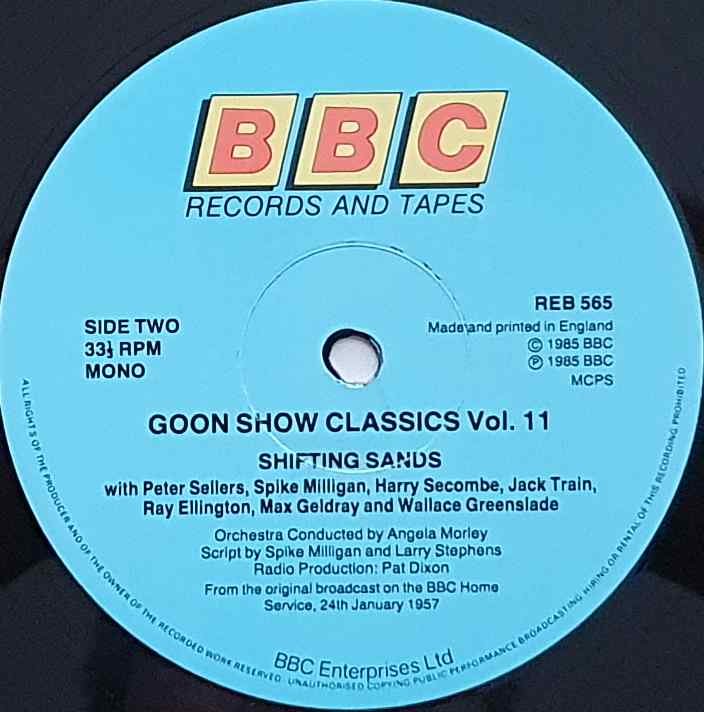 BBC
RECORDS AND TAPES
REB 565
Made and printed in England
© 1985 BBC
℗ 1985 BBC
MCPS
SIDE TWO
33⅓ RPM
MONO
GOON SHOW CLASSICS Vol. 11
SHIFTING SANDS
with Peter Sellers, Spike Milligan, Harry Secombe, Jack Train,
Ray Ellington, Max Geldray and Wallace Greenslade
Orchestra Conducted by Angela Morley
Script by Spike Milligan and Larry Stephens
Radio Production: Pat Dixon
From the original broadcast on the BBC Home
Service, 24th January 1957
BBC Enterprises Ltd
ALL RIGHTS OF THE PRODUCER AND OF THE OWNER OF THE RECORDED WORK RESERVED. UNAUTHORISED COPYING PUBLIC PERFORMANCE BROADCASTING HIRING OR RENTAL OF THIS RECORDING PROHIBITED